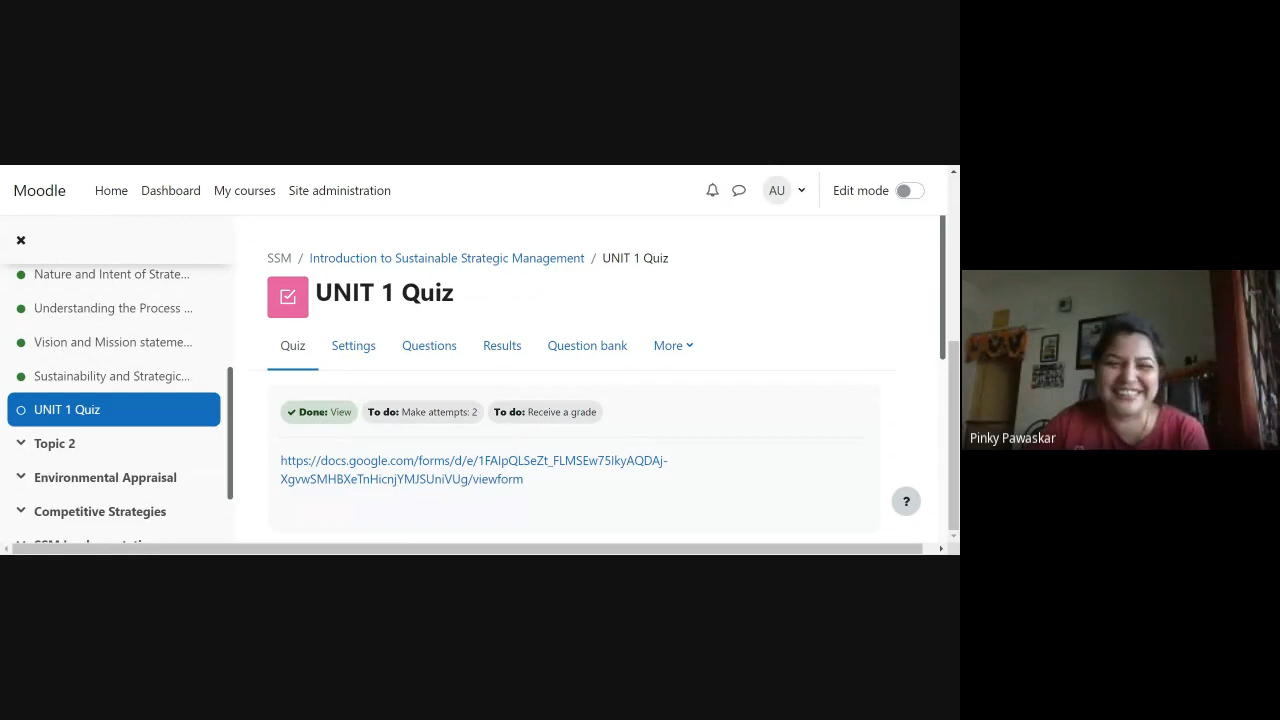 Moodle
Home
Dashboard
My courses
Site administration
AU
Edit mode
Nature and Intent of Strate...
Understanding the Process ...
Vision and Mission stateme...
Sustainability and Strategic...
UNIT 1 Quiz
Topic 2
Environmental Appraisal
Competitive Strategies
SSM / Introduction to Sustainable Strategic Management / UNIT 1 Quiz
UNIT 1 Quiz
Quiz
Settings
Questions
Results
Question bank
More
Done: View
To do: Make attempts: 2
To do: Receive a grade
https://docs.google.com/forms/d/e/1FAIpQLSeZt_FLMSEw75IkyAQDAj-
XgvwSMHBXeTnHicnjYMJSUniVUg/viewform
?
Pinky Pawaskar